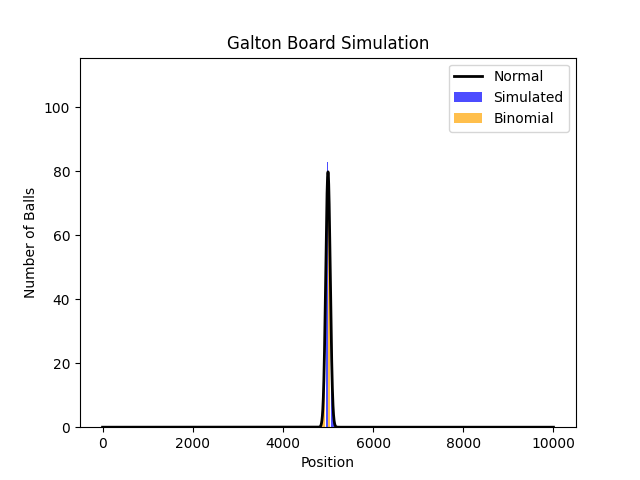 Galton Board Simulation
Normal
Simulated
Binomial
100
80
60
40
20
0
Number of Balls
0 2000 4000 6000 8000 10000
Position